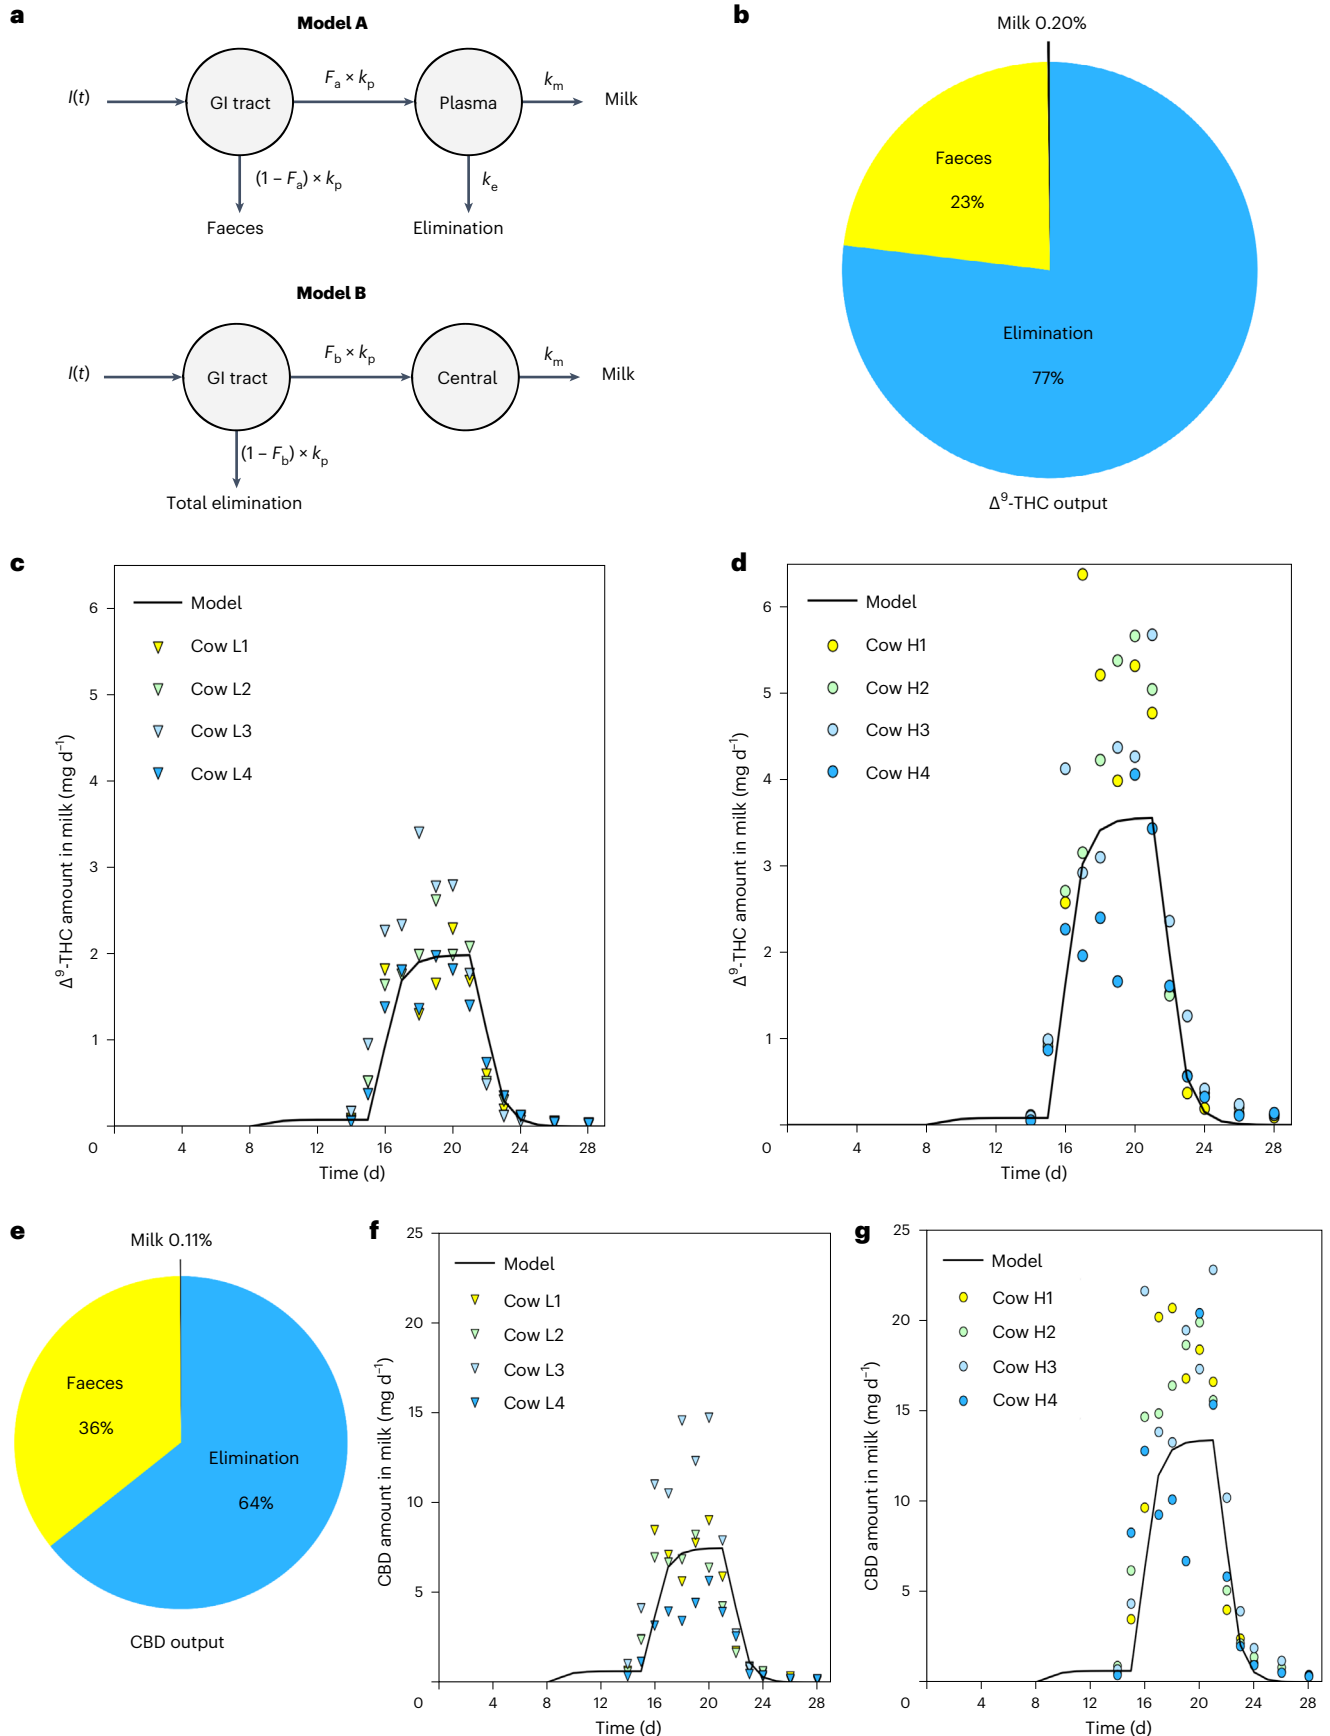 a
Model A
I(t)
GI tract
Fa × kp
Plasma
km
Milk
(1 – Fa) × kp
ke
Faeces
Elimination
Model B
I(t)
GI tract
Fb × kp
Central
km
Milk
(1 – Fb) × kp
Total elimination
b
Milk 0.20%
Faeces
23%
Elimination
77%
Δ⁹-THC output
c
Δ⁹-THC amount in milk (mg d⁻¹)
6
5
4
3
2
1
0
4
8
12
16
20
24
28
Time (d)
Model
Cow L1
Cow L2
Cow L3
Cow L4
d
Δ⁹-THC amount in milk (mg d⁻¹)
6
5
4
3
2
1
0
4
8
12
16
20
24
28
Time (d)
Model
Cow H1
Cow H2
Cow H3
Cow H4
e
Milk 0.11%
Faeces
36%
Elimination
64%
CBD output
f
CBD amount in milk (mg d⁻¹)
25
20
15
10
5
0
4
8
12
16
20
24
28
Time (d)
Model
Cow L1
Cow L2
Cow L3
Cow L4
g
CBD amount in milk (mg d⁻¹)
25
20
15
10
5
0
4
8
12
16
20
24
28
Time (d)
Model
Cow H1
Cow H2
Cow H3
Cow H4